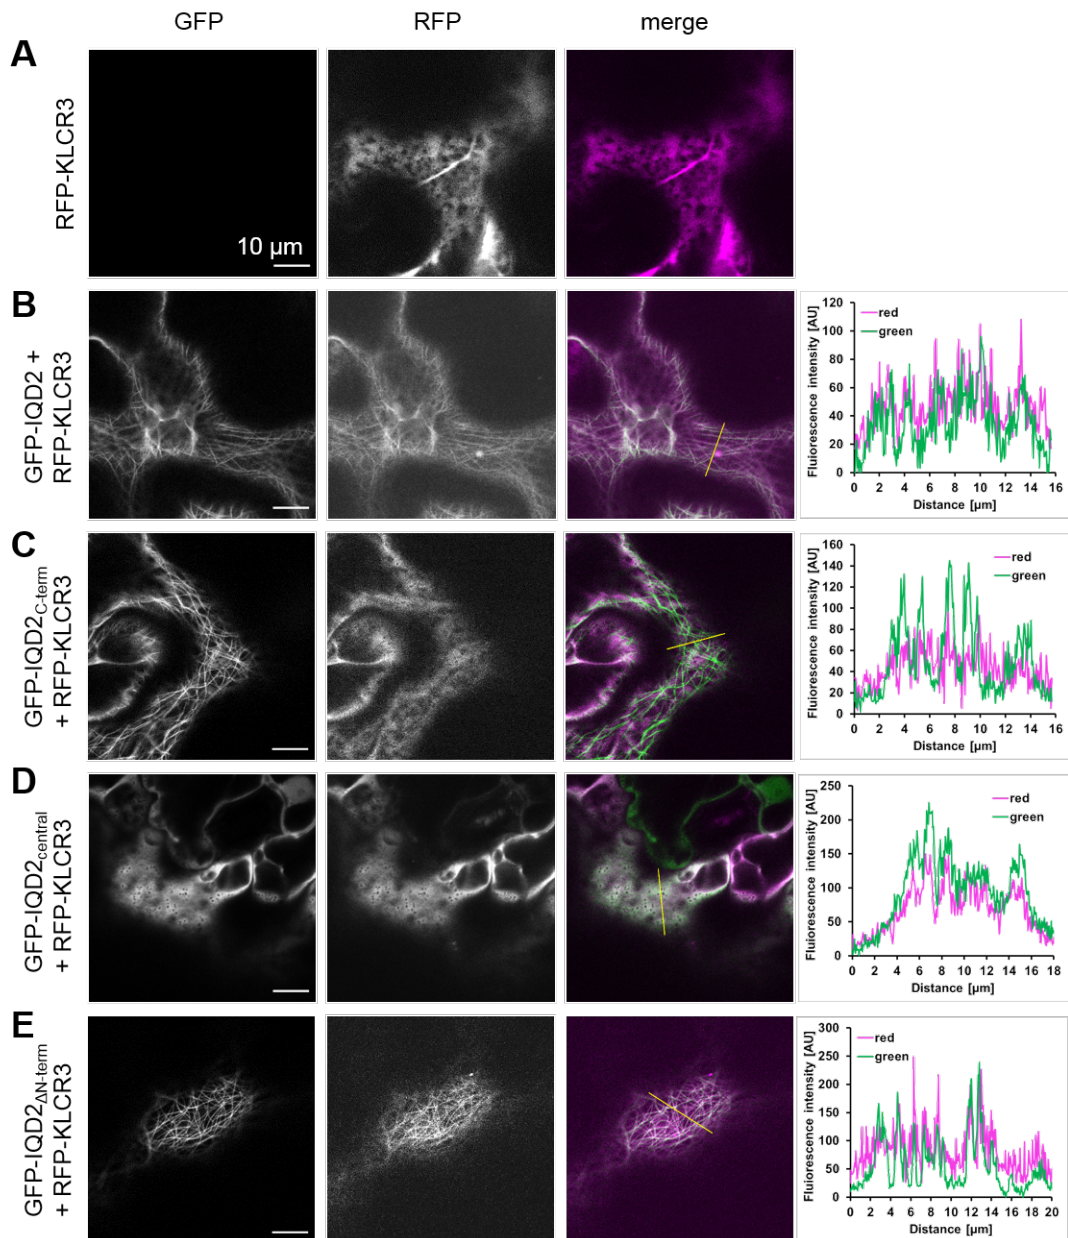 GFP RFP merge
A
RFP-KLCR3
10 µm
B
GFP-IQD2 +
RFP-KLCR3
120
100
80
60
40
20
0
red
green
Fluiorescence intensity [AU]
0 2 4 6 8 10 12 14 16
Distance [µm]
C
GFP-IQD2C-term
+ RFP-KLCR3
160
140
120
100
80
60
40
20
0
red
green
Fluiorescence intensity [AU]
0 2 4 6 8 10 12 14 16
Distance [µm]
D
GFP-IQD2central
+ RFP-KLCR3
250
200
150
100
50
0
red
green
Fluiorescence intensity [AU]
0 2 4 6 8 10 12 14 16 18
Distance [µm]
E
GFP-IQD2ΔN-term
+ RFP-KLCR3
300
250
200
150
100
50
0
red
green
Fluiorescence intensity [AU]
0 2 4 6 8 10 12 14 16 18 20
Distance [µm]